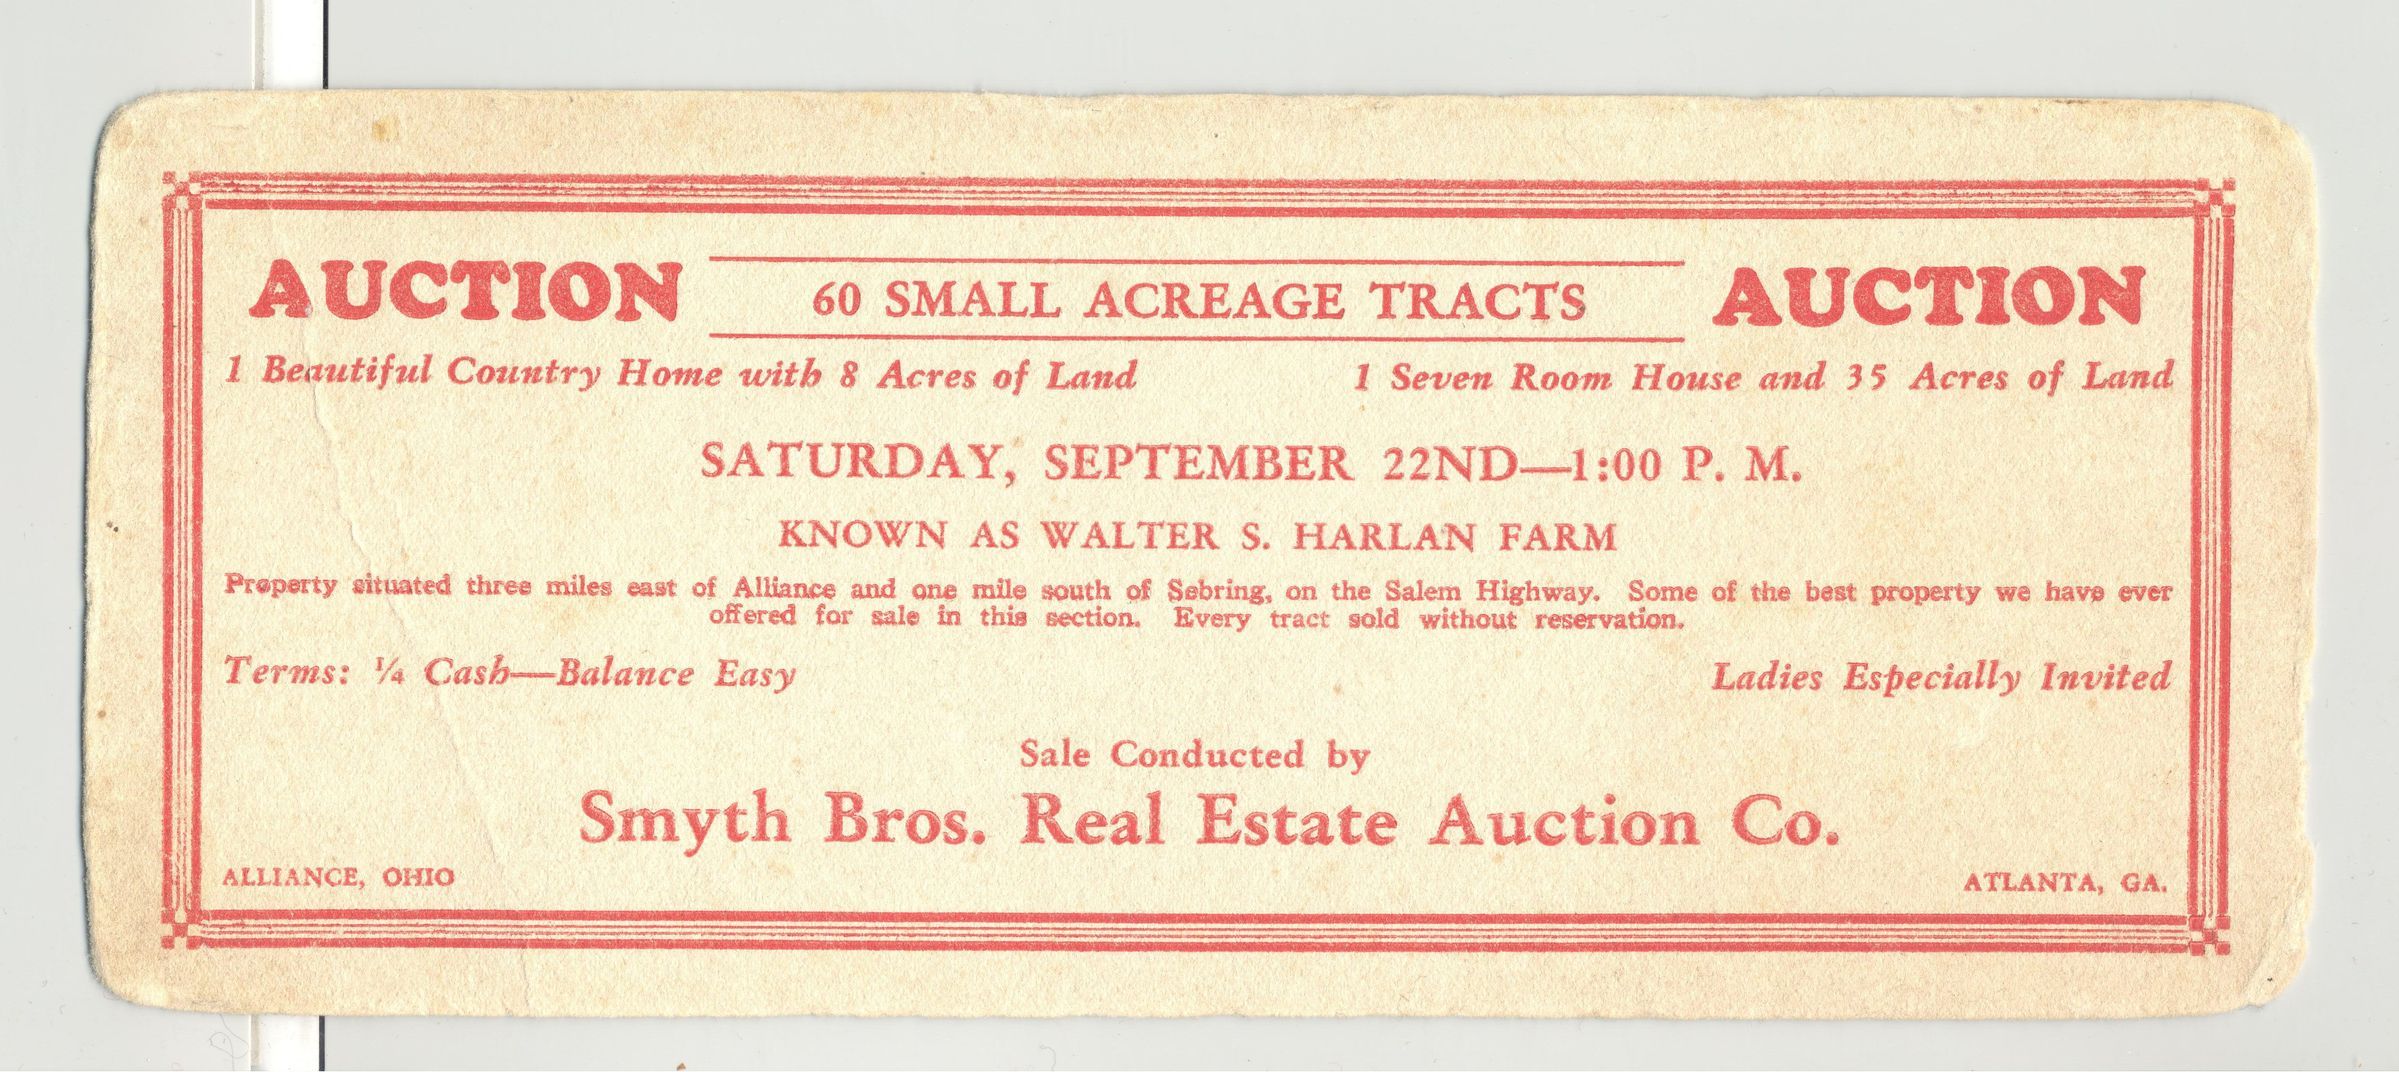 AUCTION 60 SMALL ACREAGE TRACTS AUCTION
1 Beautiful Country Home with 8 Acres of Land 1 Seven Room House and 35 Acres of Land
SATURDAY, SEPTEMBER 22ND—1:00 P. M.
KNOWN AS WALTER S. HARLAN FARM
Property situated three miles east of Alliance and one mile south of Sebring, on the Salem Highway. Some of the best property we have ever
offered for sale in this section. Every tract sold without reservation.
Terms: ¼ Cash—Balance Easy Ladies Especially Invited
Sale Conducted by
Smyth Bros. Real Estate Auction Co.
ALLIANCE, OHIO ATLANTA, GA.